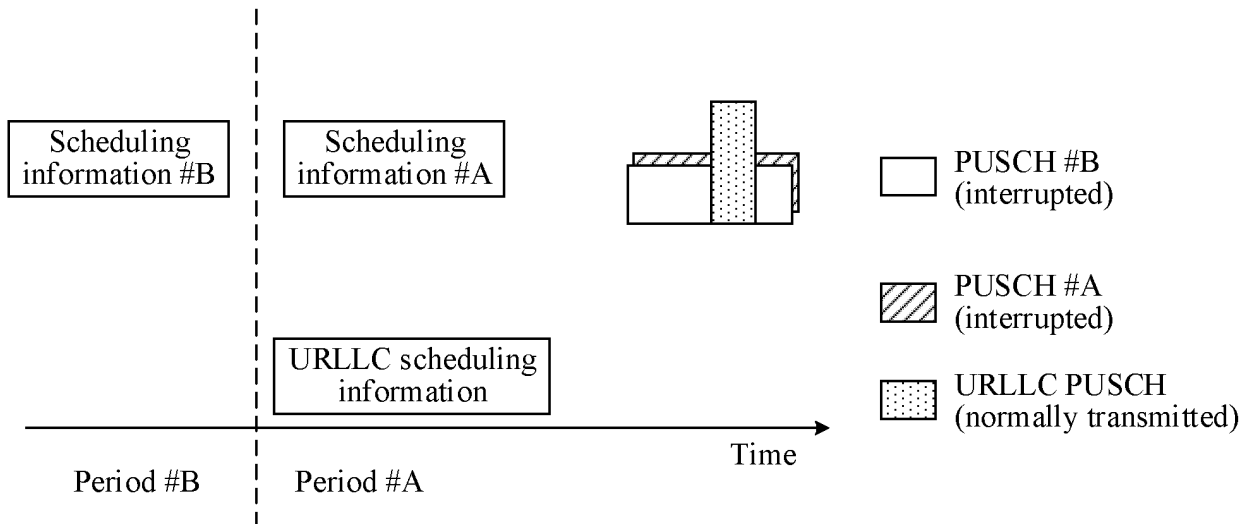 Scheduling
information #B
Scheduling
information #A
PUSCH #B
(interrupted)
PUSCH #A
(interrupted)
URLLC scheduling
information
URLLC PUSCH
(normally transmitted)
Time
Period #B
Period #A